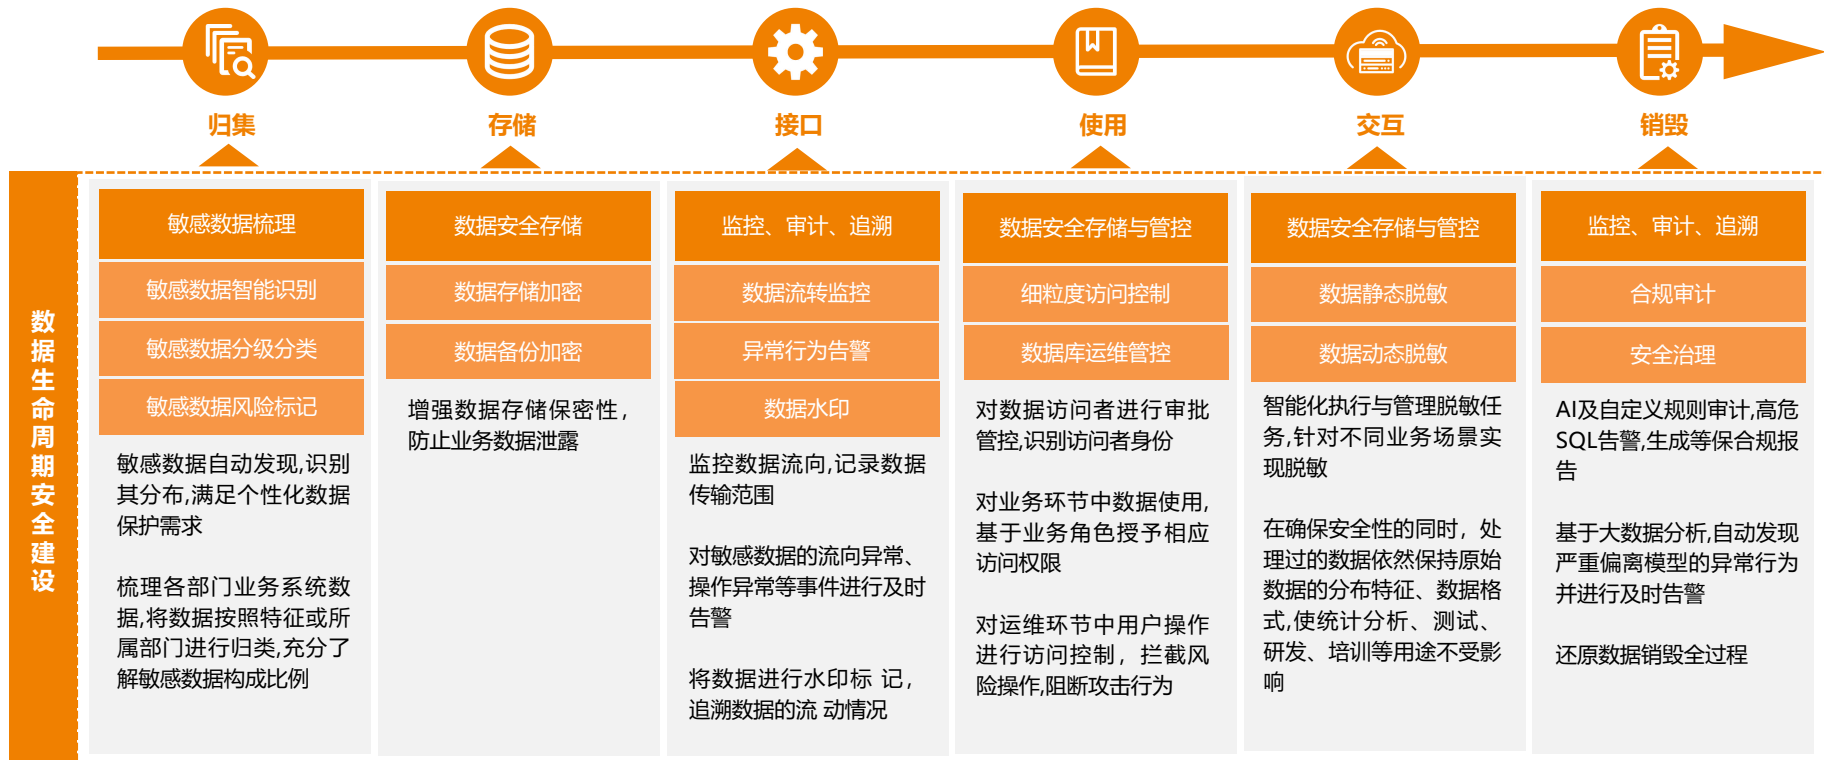 归集
存储
接口
使用
交互
销毁
数据生命周期安全建设
敏感数据梳理
敏感数据智能识别
敏感数据分级分类
敏感数据风险标记
敏感数据自动发现,识别
其分布,满足个性化数据
保护需求
梳理各部门业务系统数
据,将数据按照特征或所
属部门进行归类,充分了
解敏感数据构成比例
数据安全存储
数据存储加密
数据备份加密
增强数据存储保密性，
防止业务数据泄露
监控、审计、追溯
数据流转监控
异常行为告警
数据水印
监控数据流向,记录数据
传输范围
对敏感数据的流向异常、
操作异常等事件进行及时
告警
将数据进行水印标 记，
追溯数据的流 动情况
数据安全存储与管控
细粒度访问控制
数据库运维管控
对数据访问者进行审批
管控,识别访问者身份
对业务环节中数据使用,
基于业务角色授予相应
访问权限
对运维环节中用户操作
进行访问控制，拦截风
险操作,阻断攻击行为
数据安全存储与管控
数据静态脱敏
数据动态脱敏
智能化执行与管理脱敏任
务,针对不同业务场景实
现脱敏
在确保安全性的同时，处
理过的数据依然保持原始
数据的分布特征、数据格
式,使统计分析、测试、
研发、培训等用途不受影
响
监控、审计、追溯
合规审计
安全治理
AI及自定义规则审计,高危
SQL告警,生成等保合规报
告
基于大数据分析,自动发现
严重偏离模型的异常行为
并进行及时告警
还原数据销毁全过程